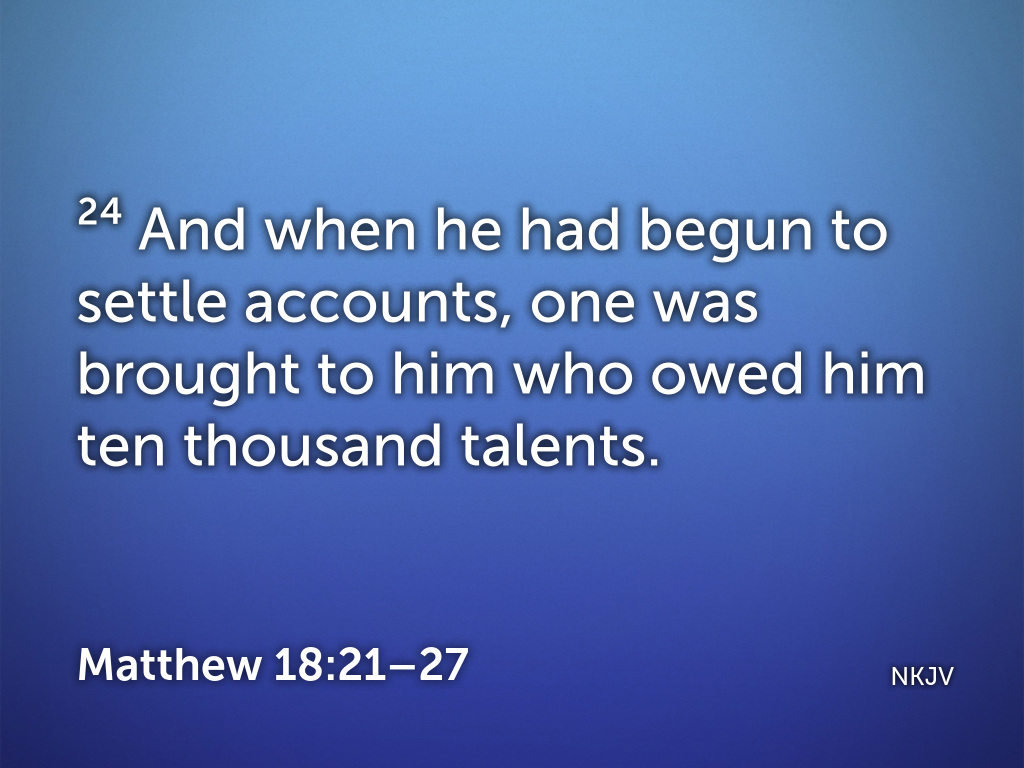 24 And when he had begun to
settle accounts, one was
brought to him who owed him
ten thousand talents.
Matthew 18:21–27
NKJV